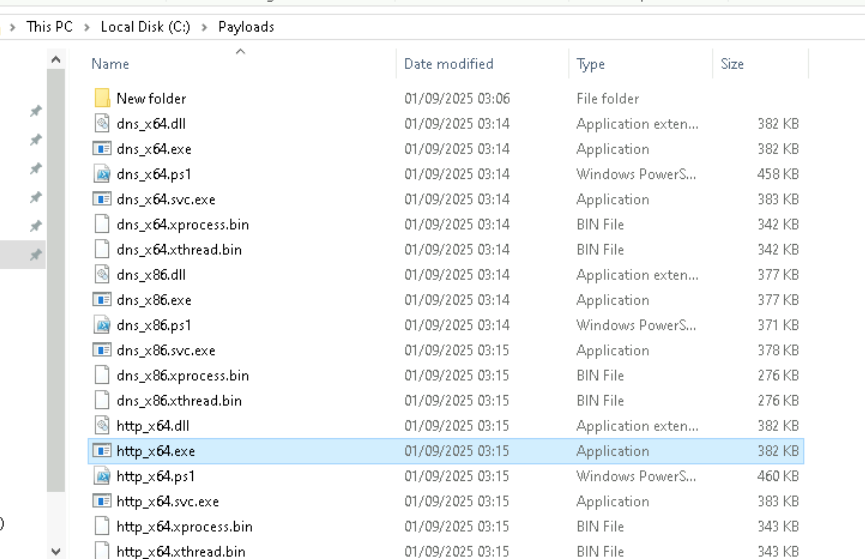 This PC > Local Disk (C:) > Payloads
Name Date modified Type Size
New folder 01/09/2025 03:06 File folder
dns_x64.dll 01/09/2025 03:14 Application exten... 382 KB
dns_x64.exe 01/09/2025 03:14 Application 382 KB
dns_x64.ps1 01/09/2025 03:14 Windows PowerS... 458 KB
dns_x64.svc.exe 01/09/2025 03:14 Application 383 KB
dns_x64.xprocess.bin 01/09/2025 03:14 BIN File 342 KB
dns_x64.xthread.bin 01/09/2025 03:14 BIN File 342 KB
dns_x86.dll 01/09/2025 03:14 Application exten... 377 KB
dns_x86.exe 01/09/2025 03:14 Application 377 KB
dns_x86.ps1 01/09/2025 03:14 Windows PowerS... 371 KB
dns_x86.svc.exe 01/09/2025 03:15 Application 378 KB
dns_x86.xprocess.bin 01/09/2025 03:15 BIN File 276 KB
dns_x86.xthread.bin 01/09/2025 03:15 BIN File 276 KB
http_x64.dll 01/09/2025 03:15 Application exten... 382 KB
http_x64.exe 01/09/2025 03:15 Application 382 KB
http_x64.ps1 01/09/2025 03:15 Windows PowerS... 460 KB
http_x64.svc.exe 01/09/2025 03:15 Application 383 KB
http_x64.xprocess.bin 01/09/2025 03:15 BIN File 343 KB
http_x64.xthread.bin 01/09/2025 03:15 BIN File 343 KB